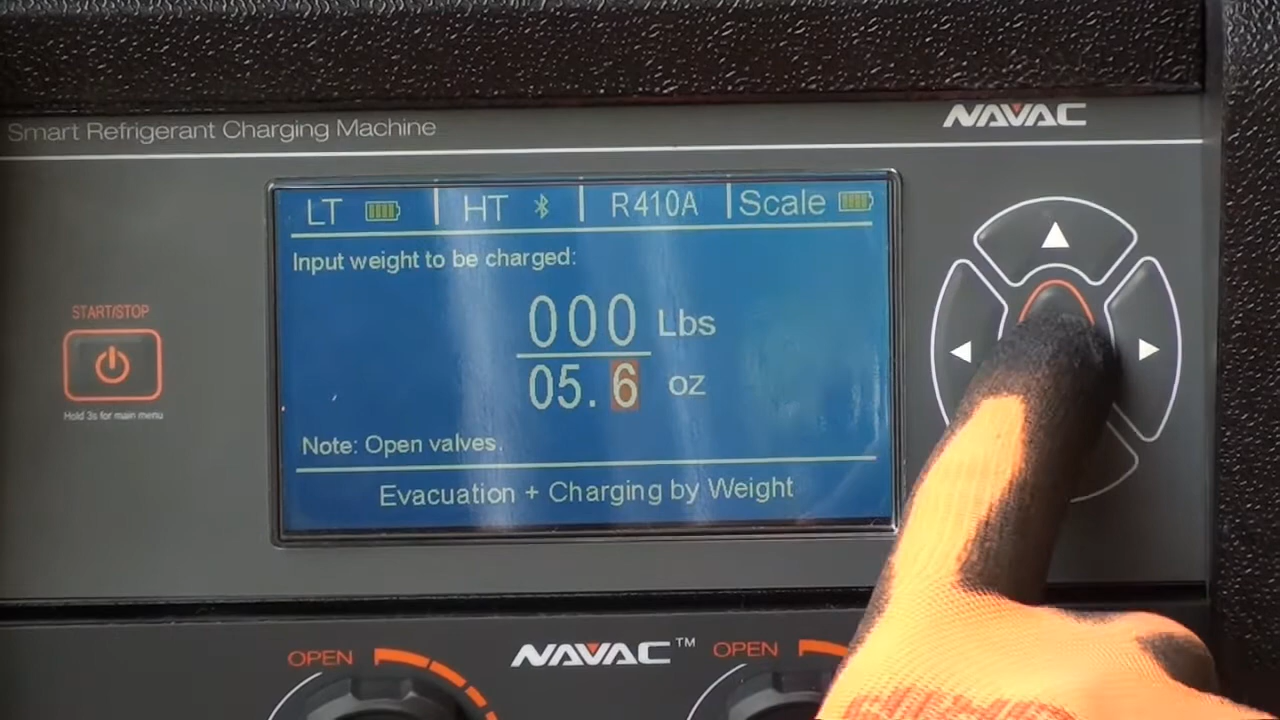 Smart Refrigerant Charging Machine
NAVAC
LT HT R410A Scale
Input weight to be charged:
START/STOP
000 Lbs
05.6 oz
Hold 3s for main menu
Note: Open valves.
Evacuation + Charging by Weight
OPEN NAVAC™ OPEN